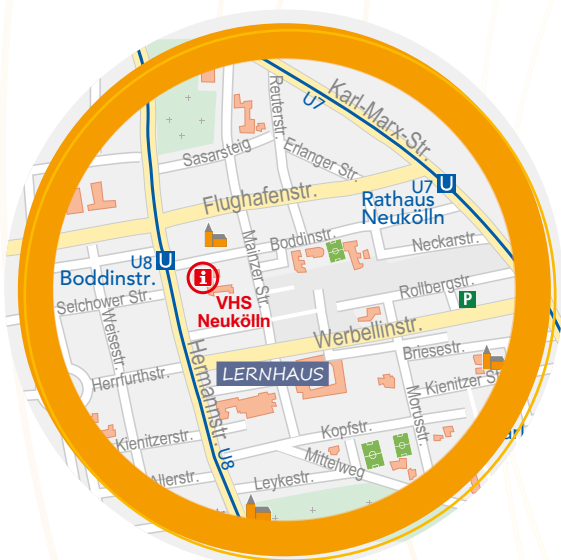 U7
Karl-Marx-Str.
Reuterstr.
Sasarsteig
Erlanger Str.
Flughafenstr.
U7
Rathaus
Neukölln
Mainzer Str.
Boddinstr.
Neckarstr.
U8
Boddinstr.
Selchower Str.
VHS
Neukölln
Rollbergstr.
P
Weisestr.
Werbellinstr.
Hermannstr.
Briesestr.
Herrfurthstr.
LERNHAUS
Kienitzer S
Morusstr.
Kienitzerstr.
Kopfstr.
U8
Mittelweg
Allerstr.
Leykestr.